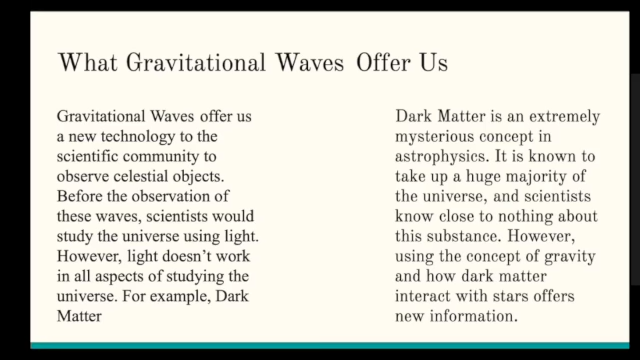 What Gravitational Waves Offer Us
Gravitational Waves offer us
a new technology to the
scientific community to
observe celestial objects.
Before the observation of
these waves, scientists would
study the universe using light.
However, light doesn't work
in all aspects of studying the
universe. For example, Dark
Matter
Dark Matter is an extremely
mysterious concept in
astrophysics. It is known to
take up a huge majority of
the universe, and scientists
know close to nothing about
this substance. However,
using the concept of gravity
and how dark matter
interact with stars offers
new information.